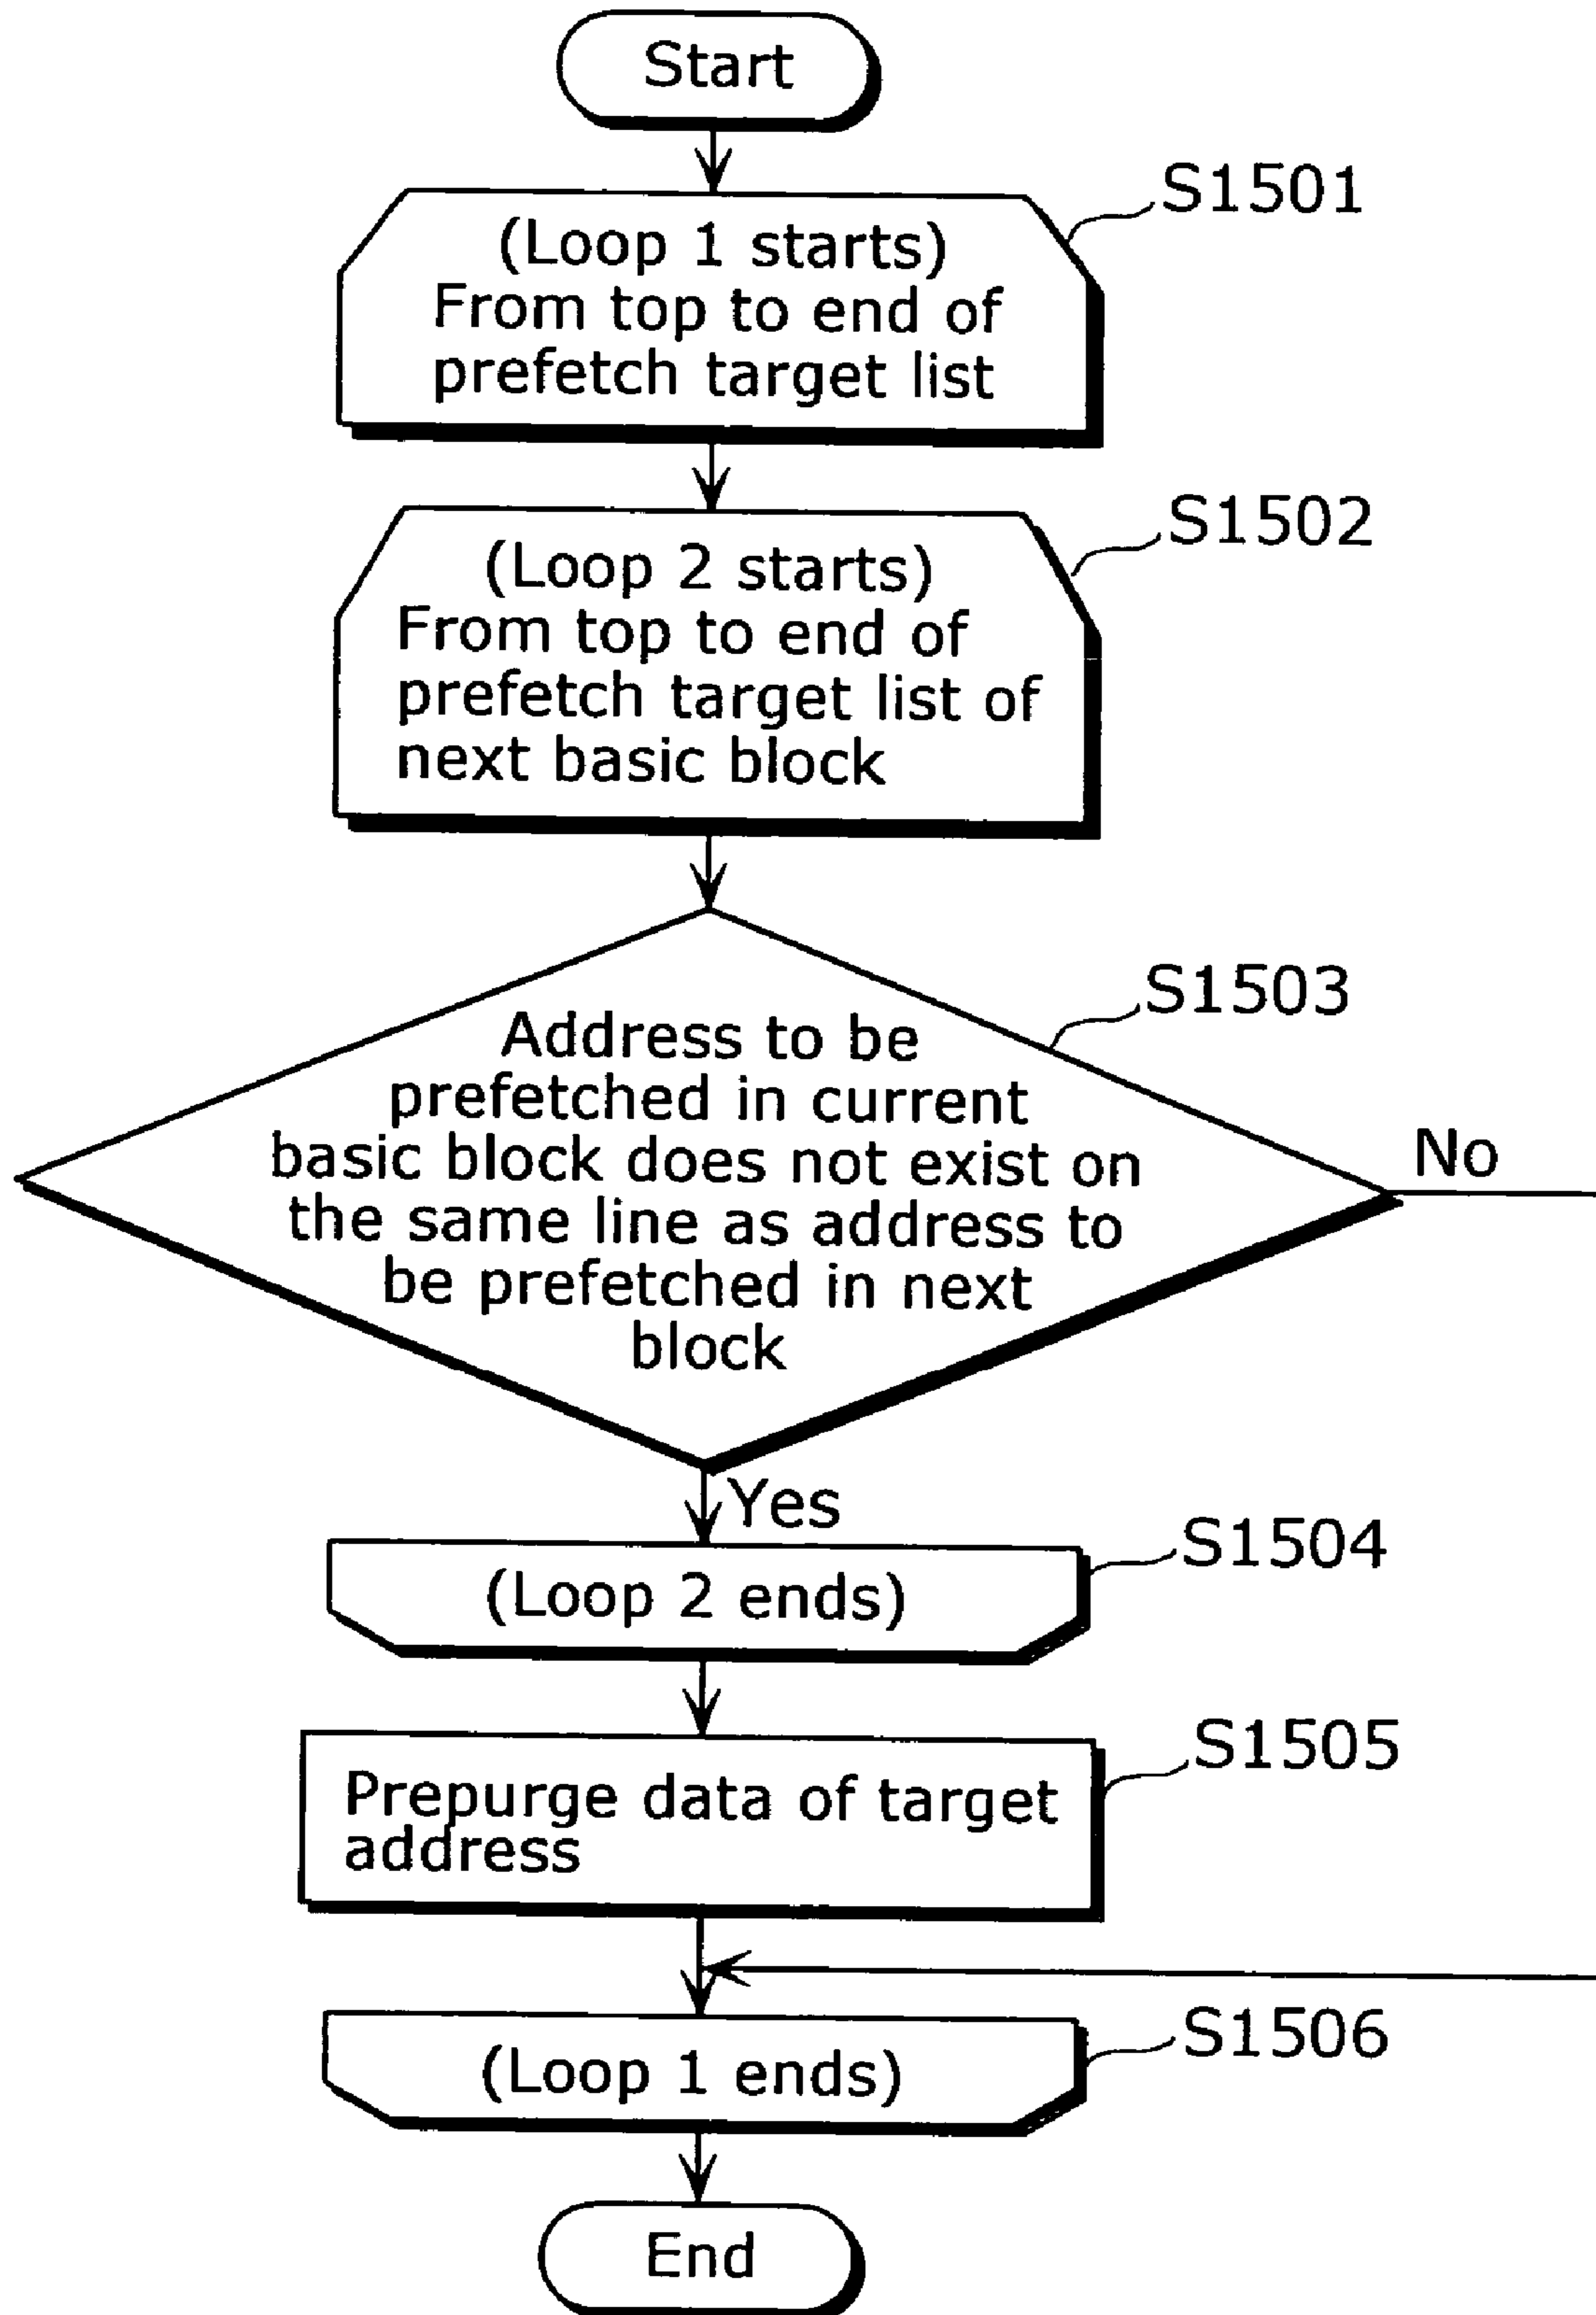 Start
S1501
(Loop 1 starts)
From top to end of
prefetch target list
S1502
(Loop 2 starts)
From top to end of
prefetch target list of
next basic block
S1503
Address to be
prefetched in current
basic block does not exist on
the same line as address to
be prefetched in next
block
No
Yes
S1504
(Loop 2 ends)
S1505
Prepurge data of target
address
S1506
(Loop 1 ends)
End